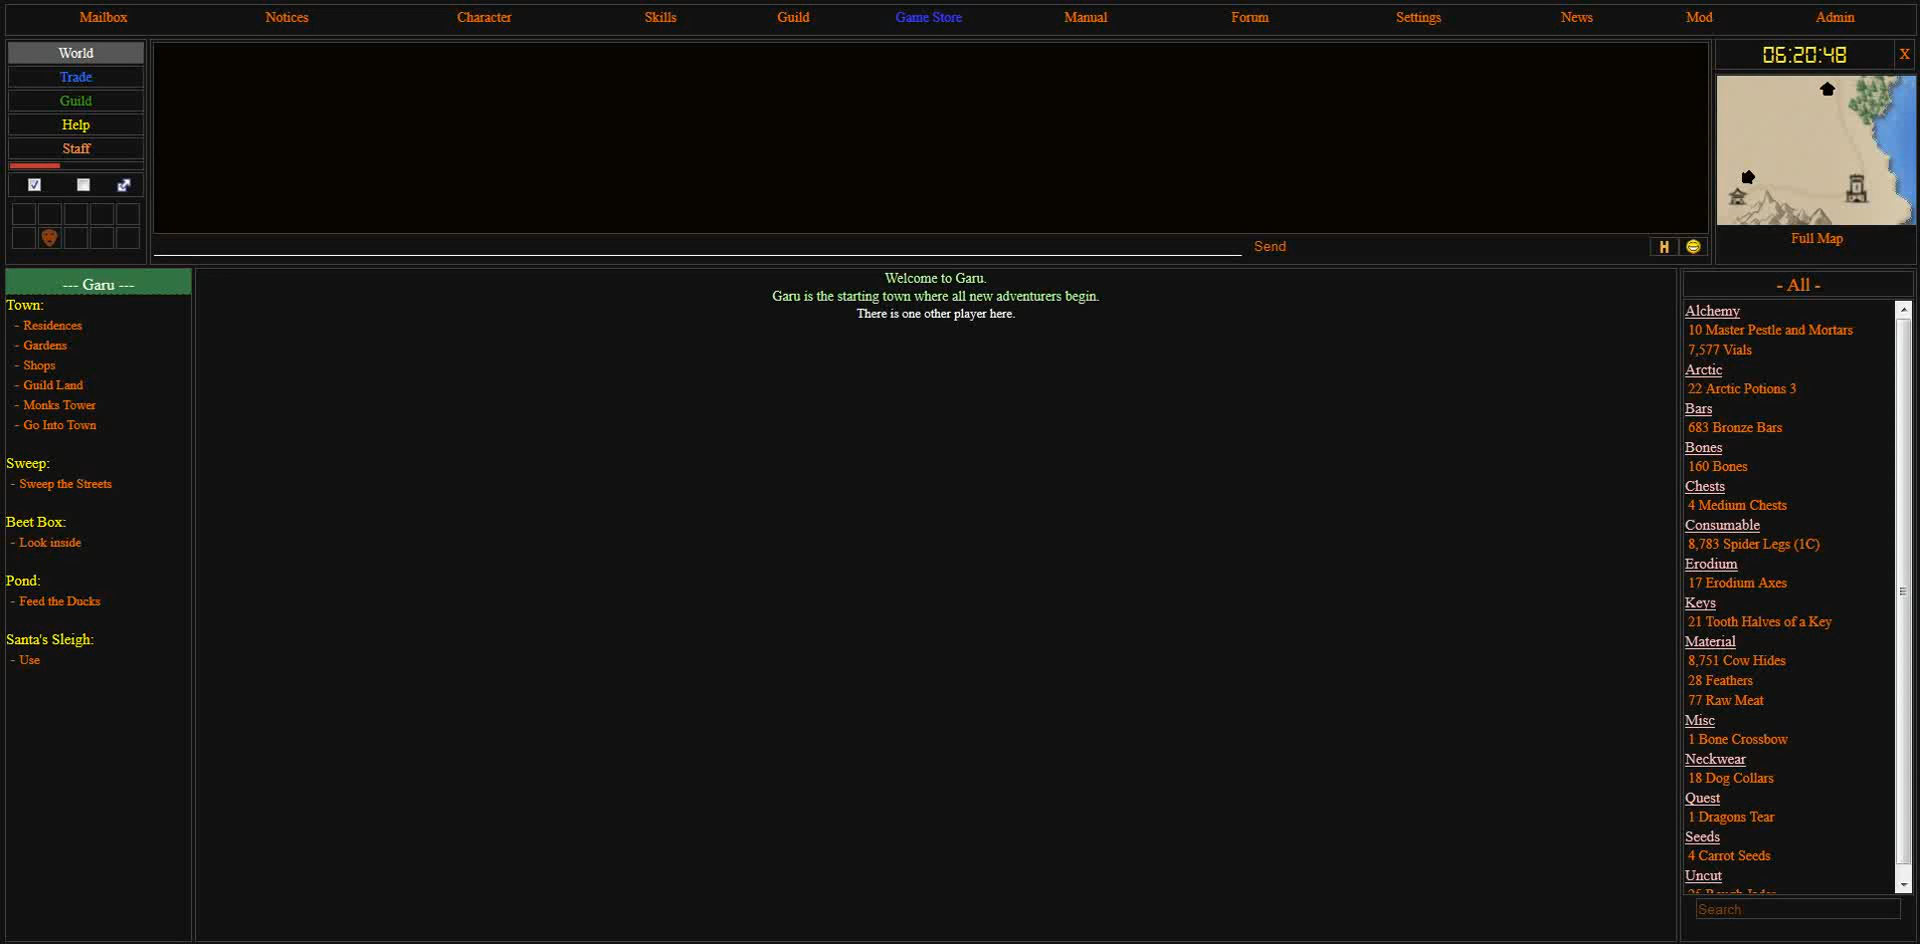 Mailbox Notices Character Skills Guild Game Store Manual Forum Settings News Mod Admin
World
Trade
Guild
Help
Staff
Send
H
06:20:48 X
Full Map
--- Garu ---
Town:
- Residences
- Gardens
- Shops
- Guild Land
- Monks Tower
- Go Into Town
Sweep:
- Sweep the Streets
Beet Box:
- Look inside
Pond:
- Feed the Ducks
Santa's Sleigh:
- Use
Welcome to Garu.
Garu is the starting town where all new adventurers begin.
There is one other player here.
- All -
Alchemy
10 Master Pestle and Mortars
7,577 Vials
Arctic
22 Arctic Potions 3
Bars
683 Bronze Bars
Bones
160 Bones
Chests
4 Medium Chests
Consumable
8,783 Spider Legs (1C)
Erodium
17 Erodium Axes
Keys
21 Tooth Halves of a Key
Material
8,751 Cow Hides
28 Feathers
77 Raw Meat
Misc
1 Bone Crossbow
Neckwear
18 Dog Collars
Quest
1 Dragons Tear
Seeds
4 Carrot Seeds
Uncut
Search